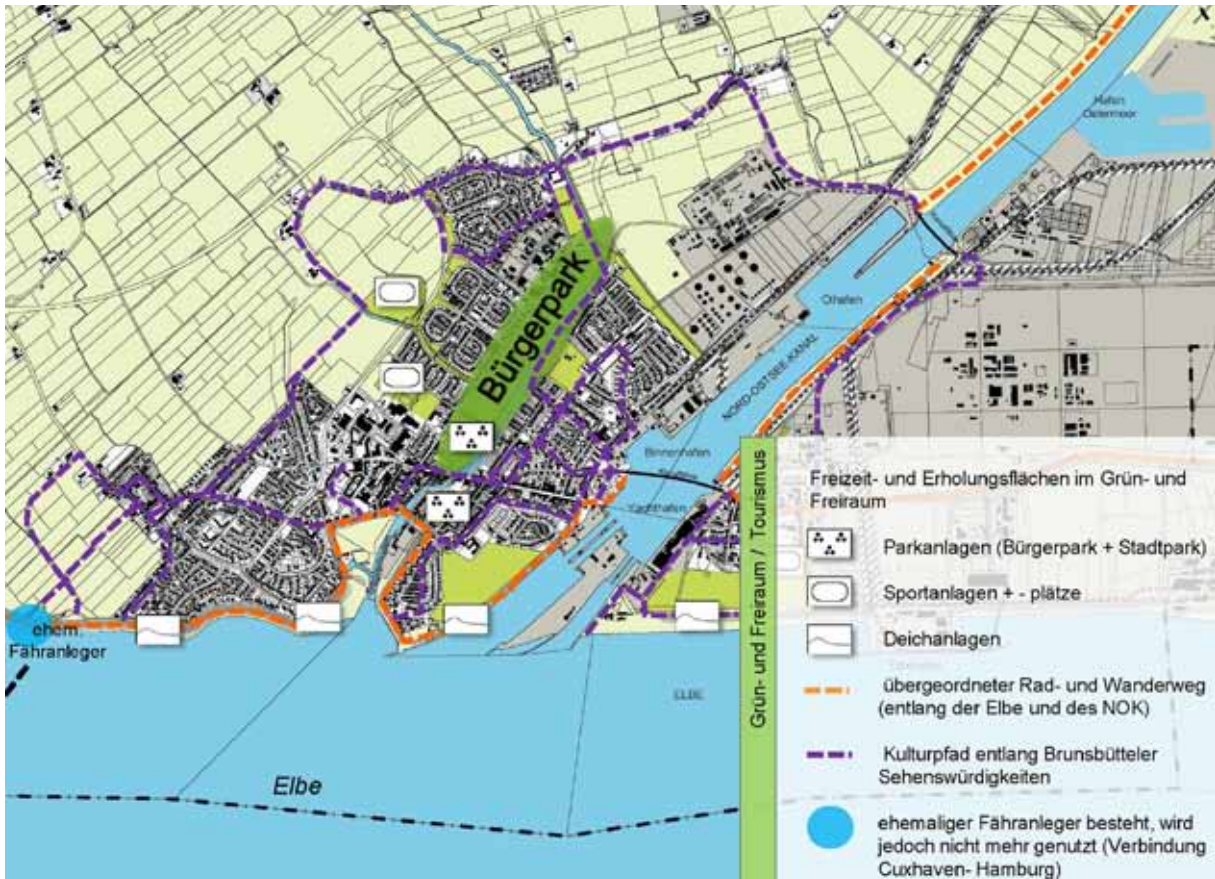 X
Hafen
Ostermoor
Ölhafen
NORD-OSTSEE-KANAL
Bürgerpark
Binnenhafen
Yachthafen
ehem
Fähranleger
ELBE
Elbe
Grün- und Freiraum / Tourismus
Freizeit- und Erholungsflächen im Grün- und
Freiraum
Parkanlagen (Bürgerpark + Stadtpark)
Sportanlagen + - plätze
Deichanlagen
übergeordneter Rad- und Wanderweg
(entlang der Elbe und des NOK)
Kulturpfad entlang Brunsbütteler
Sehenswürdigkeiten
ehemaliger Fähranleger besteht, wird
jedoch nicht mehr genutzt (Verbindung
Cuxhaven- Hamburg)